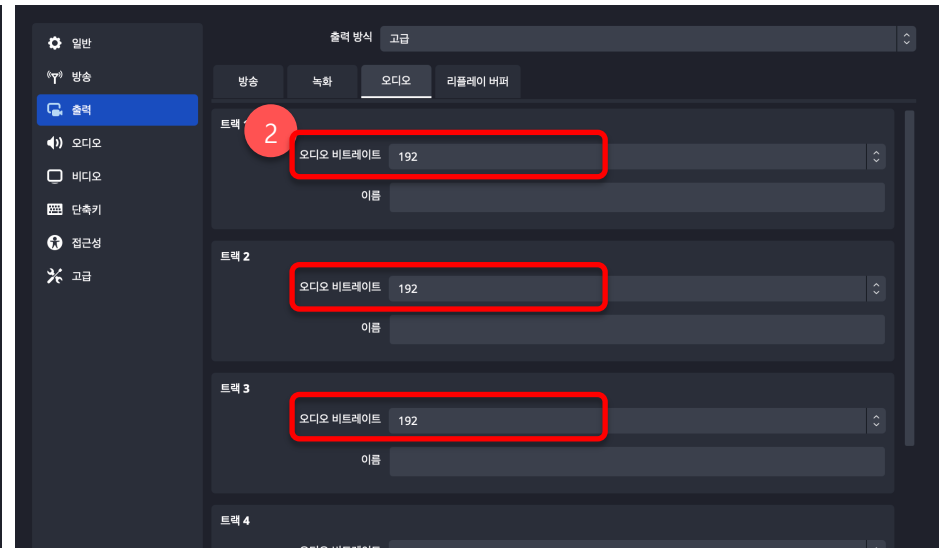 출력 방식 고급
일반
방송
출력
오디오
비디오
단축키
접근성
고급
방송 녹화 오디오 리플레이 버퍼
트랙
2
오디오 비트레이트 192
이름
트랙 2
오디오 비트레이트 192
이름
트랙 3
오디오 비트레이트 192
이름
트랙 4